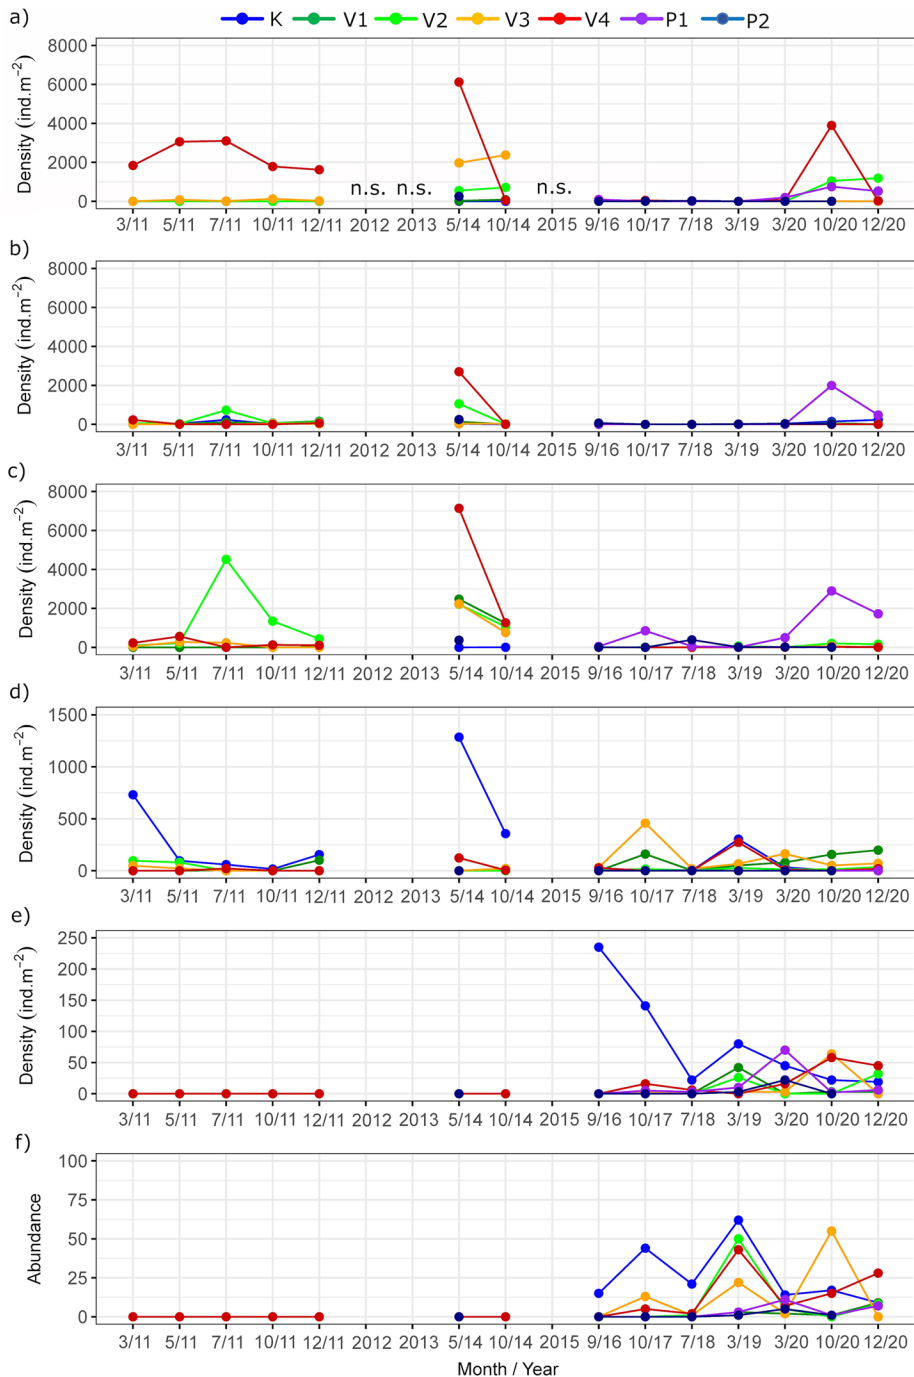 a)
K V1 V2 V3 V4 P1 P2
Density (ind.m⁻²)
8000
6000
4000
2000
0
n.s. n.s. n.s.
3/11 5/11 7/11 10/11 12/11 2012 2013 5/14 10/14 2015 9/16 10/17 7/18 3/19 3/20 10/20 12/20
b)
Density (ind.m⁻²)
8000
6000
4000
2000
0
3/11 5/11 7/11 10/11 12/11 2012 2013 5/14 10/14 2015 9/16 10/17 7/18 3/19 3/20 10/20 12/20
c)
Density (ind.m⁻²)
8000
6000
4000
2000
0
3/11 5/11 7/11 10/11 12/11 2012 2013 5/14 10/14 2015 9/16 10/17 7/18 3/19 3/20 10/20 12/20
d)
Density (ind.m⁻²)
1500
1000
500
0
3/11 5/11 7/11 10/11 12/11 2012 2013 5/14 10/14 2015 9/16 10/17 7/18 3/19 3/20 10/20 12/20
e)
Density (ind.m⁻²)
250
200
150
100
50
0
3/11 5/11 7/11 10/11 12/11 2012 2013 5/14 10/14 2015 9/16 10/17 7/18 3/19 3/20 10/20 12/20
f)
Abundance
100
75
50
25
0
3/11 5/11 7/11 10/11 12/11 2012 2013 5/14 10/14 2015 9/16 10/17 7/18 3/19 3/20 10/20 12/20
Month / Year